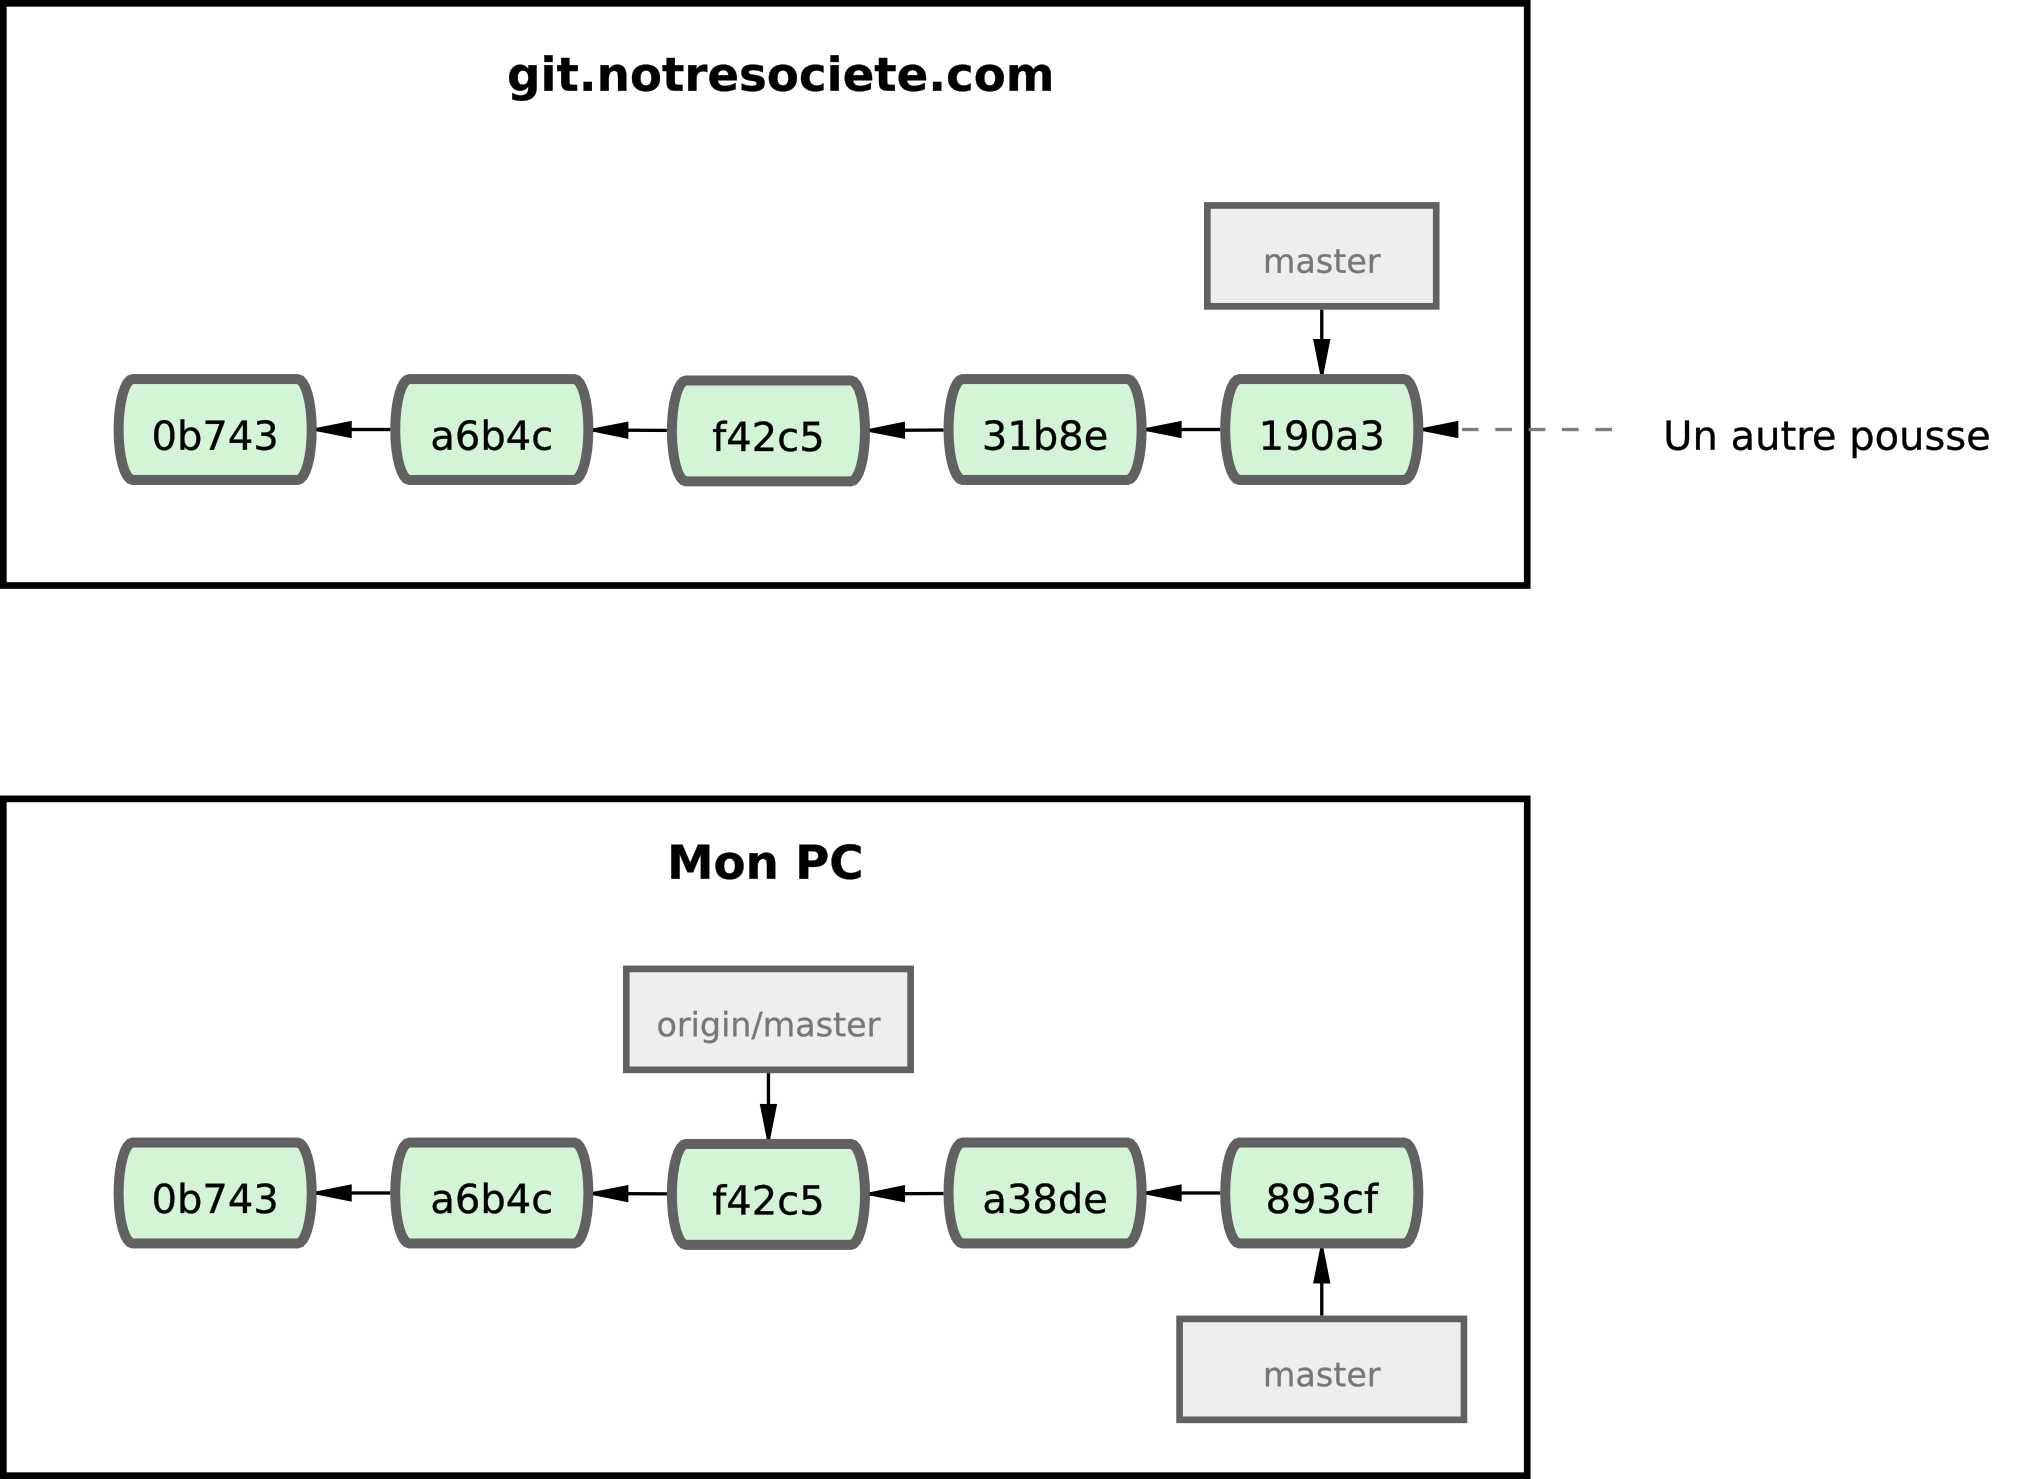 git.notresociete.com
master
0b743
a6b4c
f42c5
31b8e
190a3
Un autre pousse
Mon PC
origin/master
0b743
a6b4c
f42c5
a38de
893cf
master